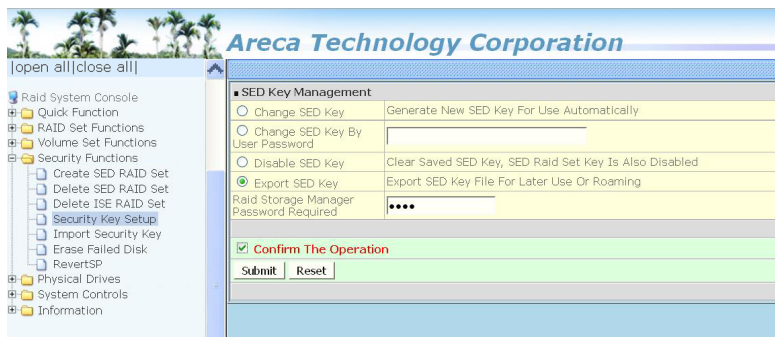 Areca Technology Corporation
|open all|close all|
Raid System Console
Quick Function
RAID Set Functions
Volume Set Functions
Security Functions
Create SED RAID Set
Delete SED RAID Set
Delete ISE RAID Set
Security Key Setup
Import Security Key
Erase Failed Disk
RevertSP
Physical Drives
System Controls
Information
SED Key Management
Change SED Key
Generate New SED Key For Use Automatically
Change SED Key By
User Password
Disable SED Key
Clear Saved SED Key, SED Raid Set Key Is Also Disabled
Export SED Key
Export SED Key File For Later Use Or Roaming
Raid Storage Manager
Password Required
••••
Confirm The Operation
Submit
Reset